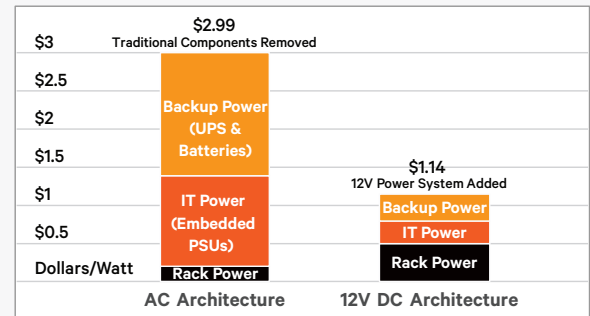 $2.99
Traditional Components Removed
$3
$2.5
$2
$1.5
$1
$0.5
Dollars/Watt
Backup Power
(UPS &
Batteries)
IT Power
(Embedded
PSUs)
Rack Power
$1.14
12V Power System Added
Backup Power
IT Power
Rack Power
AC Architecture
12V DC Architecture